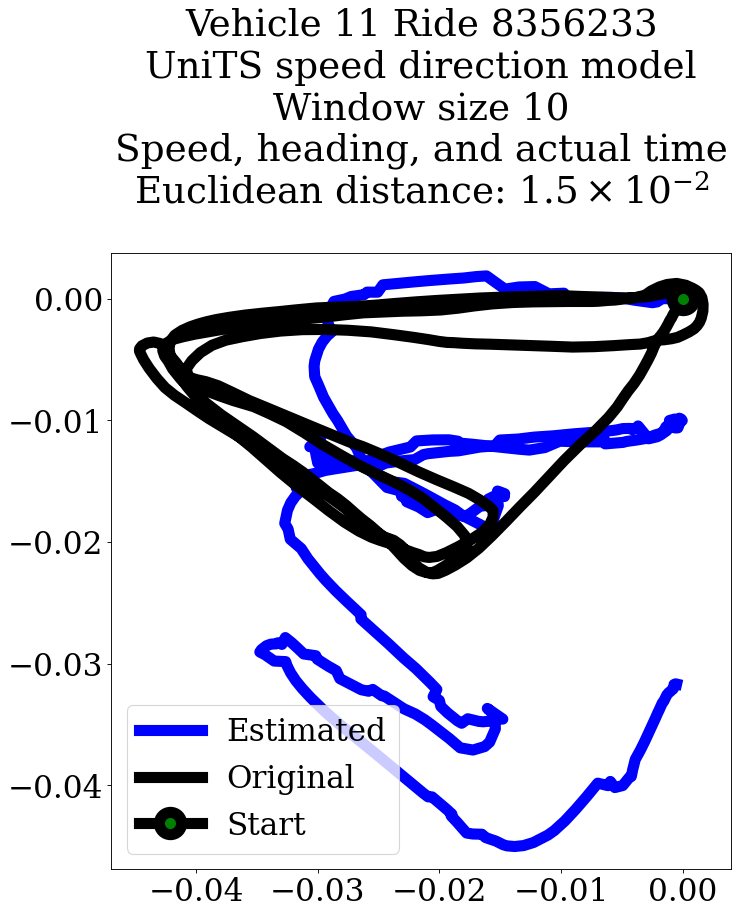 Vehicle 11 Ride 8356233
UniTS speed direction model
Window size 10
Speed, heading, and actual time
Euclidean distance: 1.5 × 10⁻²
0.00
−0.01
−0.02
−0.03
−0.04
Estimated
Original
Start
−0.04 −0.03 −0.02 −0.01 0.00